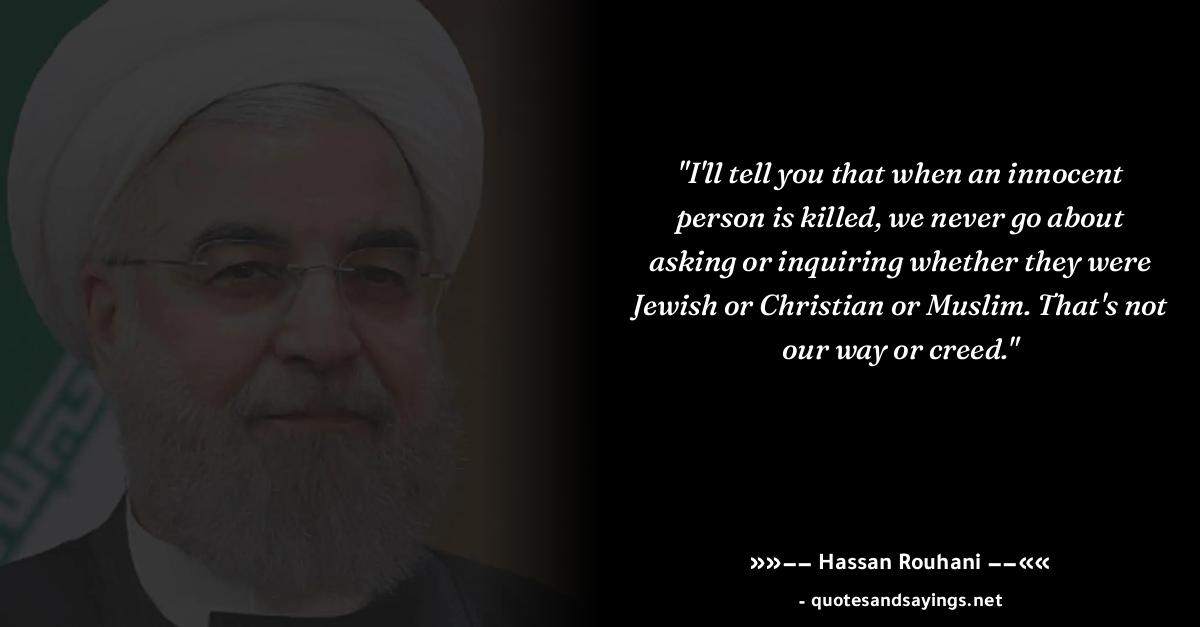 "I'll tell you that when an innocent
person is killed, we never go about
asking or inquiring whether they were
Jewish or Christian or Muslim. That's not
our way or creed."
»»−− Hassan Rouhani −−««
- quotesandsayings.net